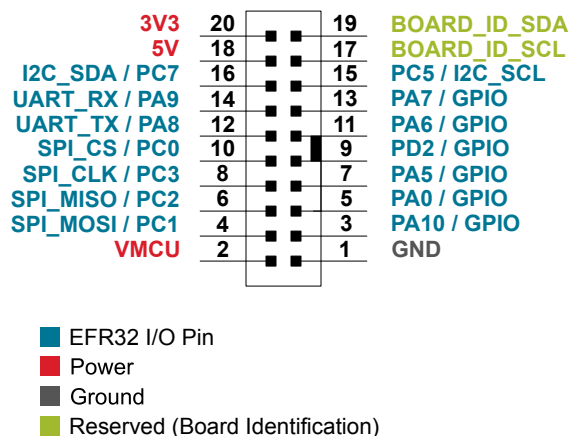 3V3 20 19 BOARD_ID_SDA
5V 18 17 BOARD_ID_SCL
I2C_SDA / PC7 16 15 PC5 / I2C_SCL
UART_RX / PA9 14 13 PA7 / GPIO
UART_TX / PA8 12 11 PA6 / GPIO
SPI_CS / PC0 10 9 PD2 / GPIO
SPI_CLK / PC3 8 7 PA5 / GPIO
SPI_MISO / PC2 6 5 PA0 / GPIO
SPI_MOSI / PC1 4 3 PA10 / GPIO
VMCU 2 1 GND
EFR32 I/O Pin
Power
Ground
Reserved (Board Identification)